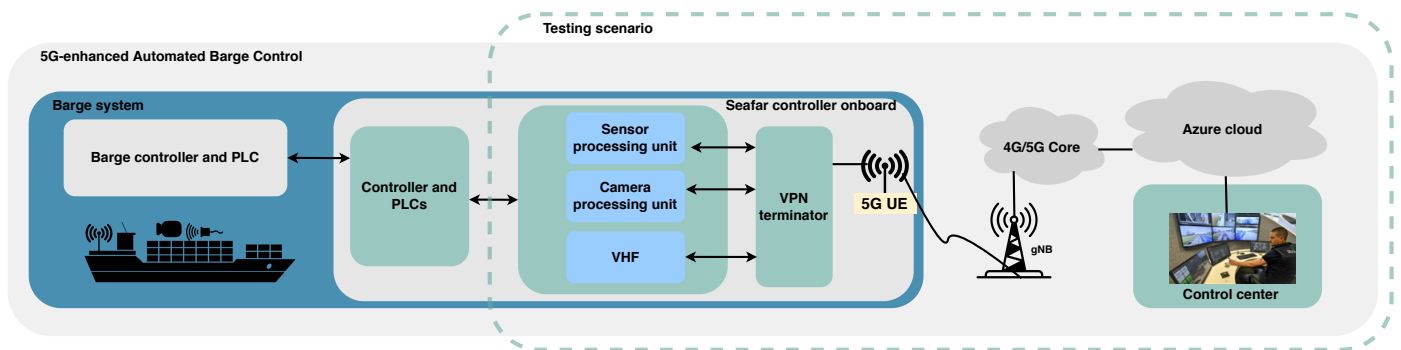 Testing scenario
5G-enhanced Automated Barge Control
Barge system
Seafar controller onboard
Barge controller and PLC
Controller and
PLCs
Sensor
processing unit
Camera
processing unit
VHF
VPN
terminator
5G UE
gNB
4G/5G Core
Azure cloud
Control center